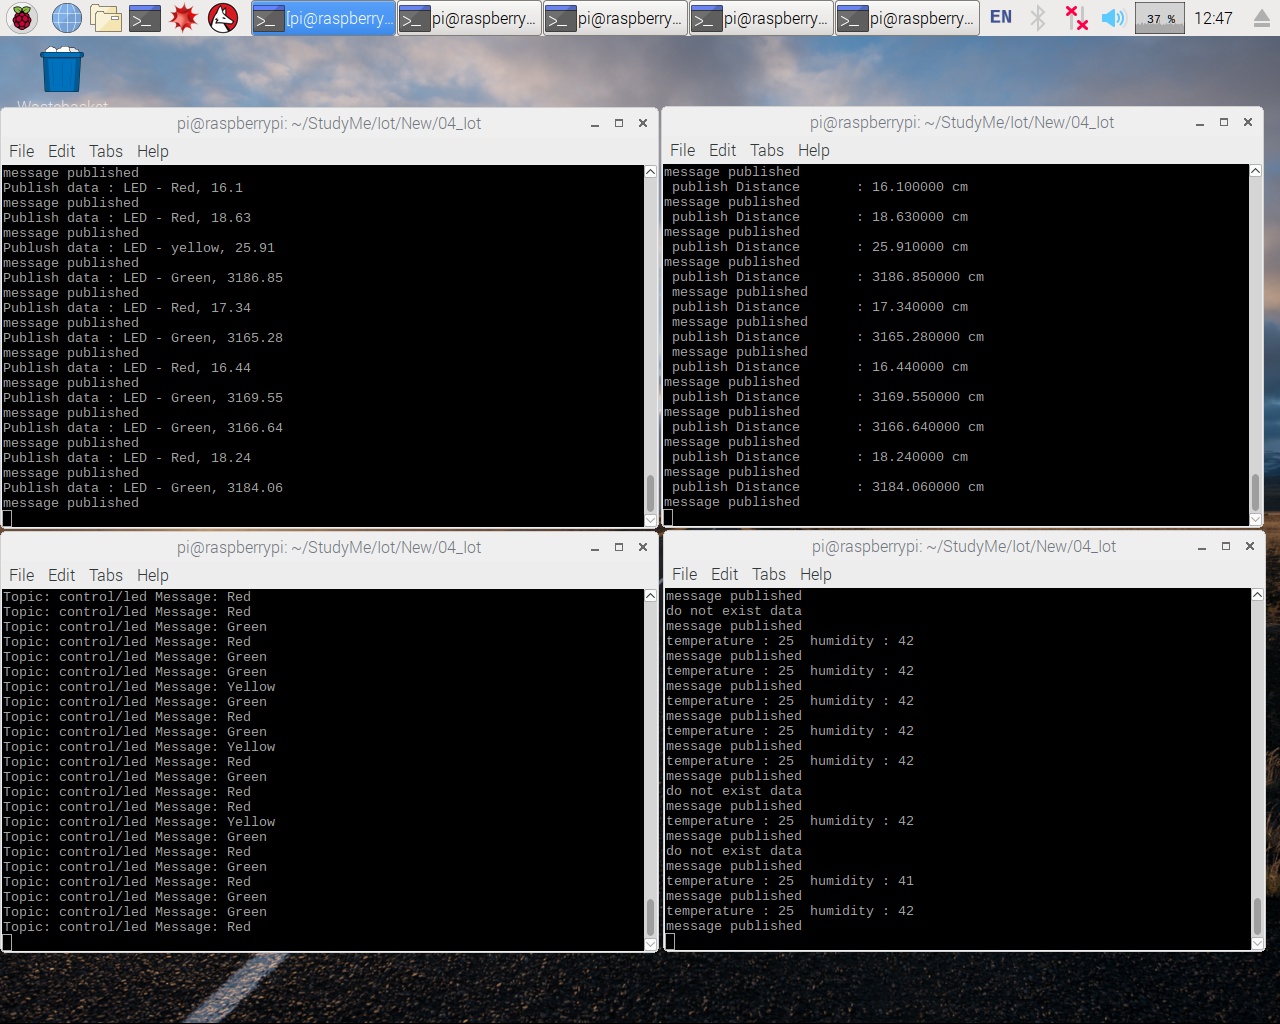 [pi@raspberry...
pi@raspberry...
pi@raspberry...
pi@raspberry...
pi@raspberry...
EN
37 %
12:47
Wastebasket
pi@raspberrypi: ~/StudyMe/Iot/New/04_Iot
File Edit Tabs Help
message published
Publish data : LED - Red, 16.1
message published
Publish data : LED - Red, 18.63
message published
Publush data : LED - yellow, 25.91
message published
Publish data : LED - Green, 3186.85
message published
Publish data : LED - Red, 17.34
message published
Publish data : LED - Green, 3165.28
message published
Publish data : LED - Red, 16.44
message published
Publish data : LED - Green, 3169.55
message published
Publish data : LED - Green, 3166.64
message published
Publish data : LED - Red, 18.24
message published
Publish data : LED - Green, 3184.06
message published
pi@raspberrypi: ~/StudyMe/Iot/New/04_Iot
File Edit Tabs Help
message published
publish Distance : 16.100000 cm
message published
publish Distance : 18.630000 cm
message published
publish Distance : 25.910000 cm
message published
publish Distance : 3186.850000 cm
message published
publish Distance : 17.340000 cm
message published
publish Distance : 3165.280000 cm
message published
publish Distance : 16.440000 cm
message published
publish Distance : 3169.550000 cm
message published
publish Distance : 3166.640000 cm
message published
publish Distance : 18.240000 cm
message published
publish Distance : 3184.060000 cm
message published
pi@raspberrypi: ~/StudyMe/Iot/New/04_Iot
File Edit Tabs Help
Topic: control/led Message: Red
Topic: control/led Message: Red
Topic: control/led Message: Green
Topic: control/led Message: Red
Topic: control/led Message: Green
Topic: control/led Message: Green
Topic: control/led Message: Yellow
Topic: control/led Message: Green
Topic: control/led Message: Red
Topic: control/led Message: Green
Topic: control/led Message: Yellow
Topic: control/led Message: Red
Topic: control/led Message: Green
Topic: control/led Message: Red
Topic: control/led Message: Red
Topic: control/led Message: Yellow
Topic: control/led Message: Green
Topic: control/led Message: Red
Topic: control/led Message: Green
Topic: control/led Message: Red
Topic: control/led Message: Green
Topic: control/led Message: Green
Topic: control/led Message: Red
pi@raspberrypi: ~/StudyMe/Iot/New/04_Iot
File Edit Tabs Help
message published
do not exist data
message published
temperature : 25 humidity : 42
message published
temperature : 25 humidity : 42
message published
temperature : 25 humidity : 42
message published
temperature : 25 humidity : 42
message published
temperature : 25 humidity : 42
message published
do not exist data
message published
temperature : 25 humidity : 42
message published
do not exist data
message published
temperature : 25 humidity : 41
message published
temperature : 25 humidity : 42
message published